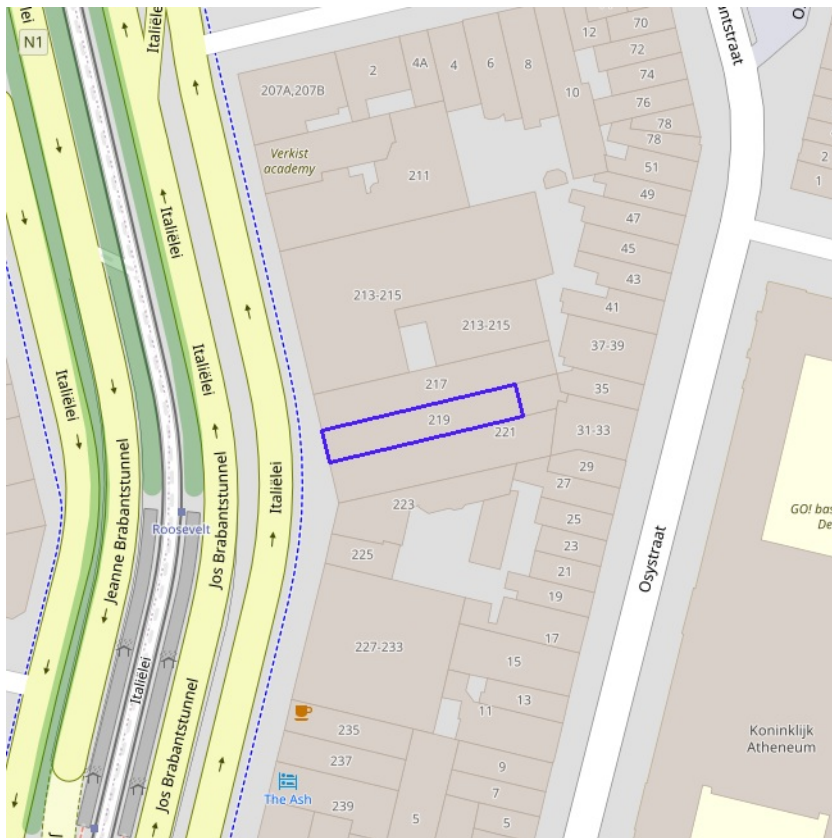 Italiëlei
N1
Italiëlei
ntstraat
O.
207A,207B
2
4A
4
6
8
10
12
70
72
74
76
78
78
Verkist
academy
211
51
49
47
45
43
41
2
1
Italiëlei
213-215
213-215
37-39
Italiëlei
Italiëlei
217
35
219
221
31-33
29
27
Italiëlei
Jeanne Brabantstunnel
Jos Brabantstunnel
Roosevelt
223
25
23
21
19
225
GO! bas
De
Osystraat
227-233
17
15
13
11
Italiëlei
Jos Brabantstunnel
235
237
239
The Ash
9
7
5
5
Koninklijk
Atheneum
J